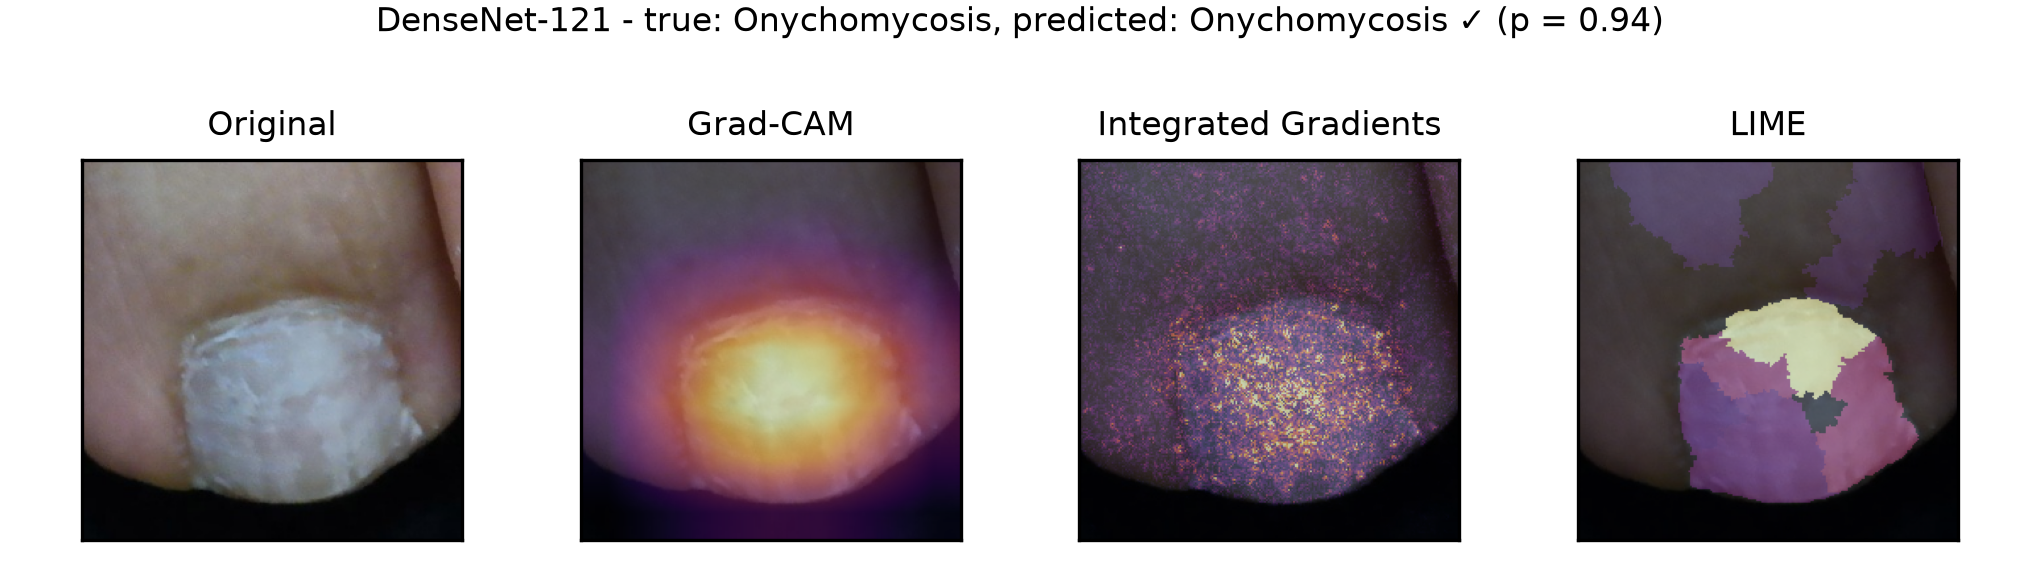 DenseNet-121 - true: Onychomycosis, predicted: Onychomycosis ✓ (p = 0.94)
Original
Grad-CAM
Integrated Gradients
LIME